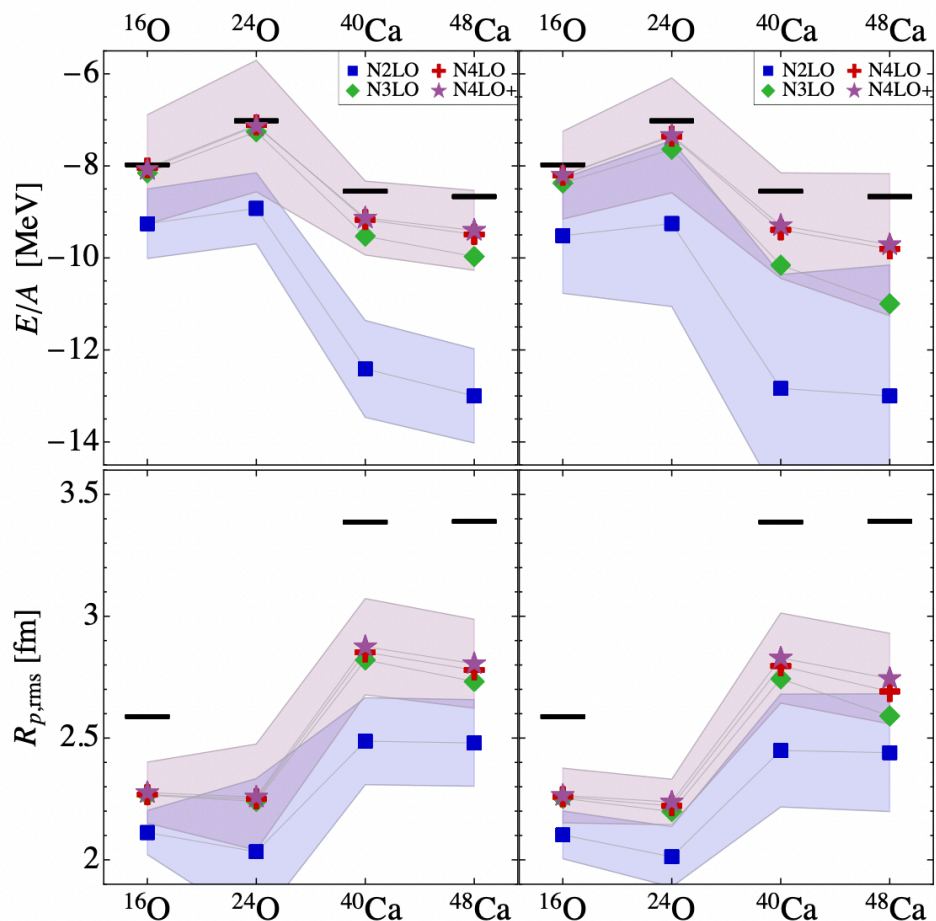 ¹⁶O ²⁴O ⁴⁰Ca ⁴⁸Ca ¹⁶O ²⁴O ⁴⁰Ca ⁴⁸Ca
N2LO N4LO N2LO N4LO
N3LO N4LO+ N3LO N4LO+
−6
−8
−10
−12
−14
E/A [MeV]
3.5
3
2.5
2
R_{p,rms} [fm]
¹⁶O ²⁴O ⁴⁰Ca ⁴⁸Ca ¹⁶O ²⁴O ⁴⁰Ca ⁴⁸Ca